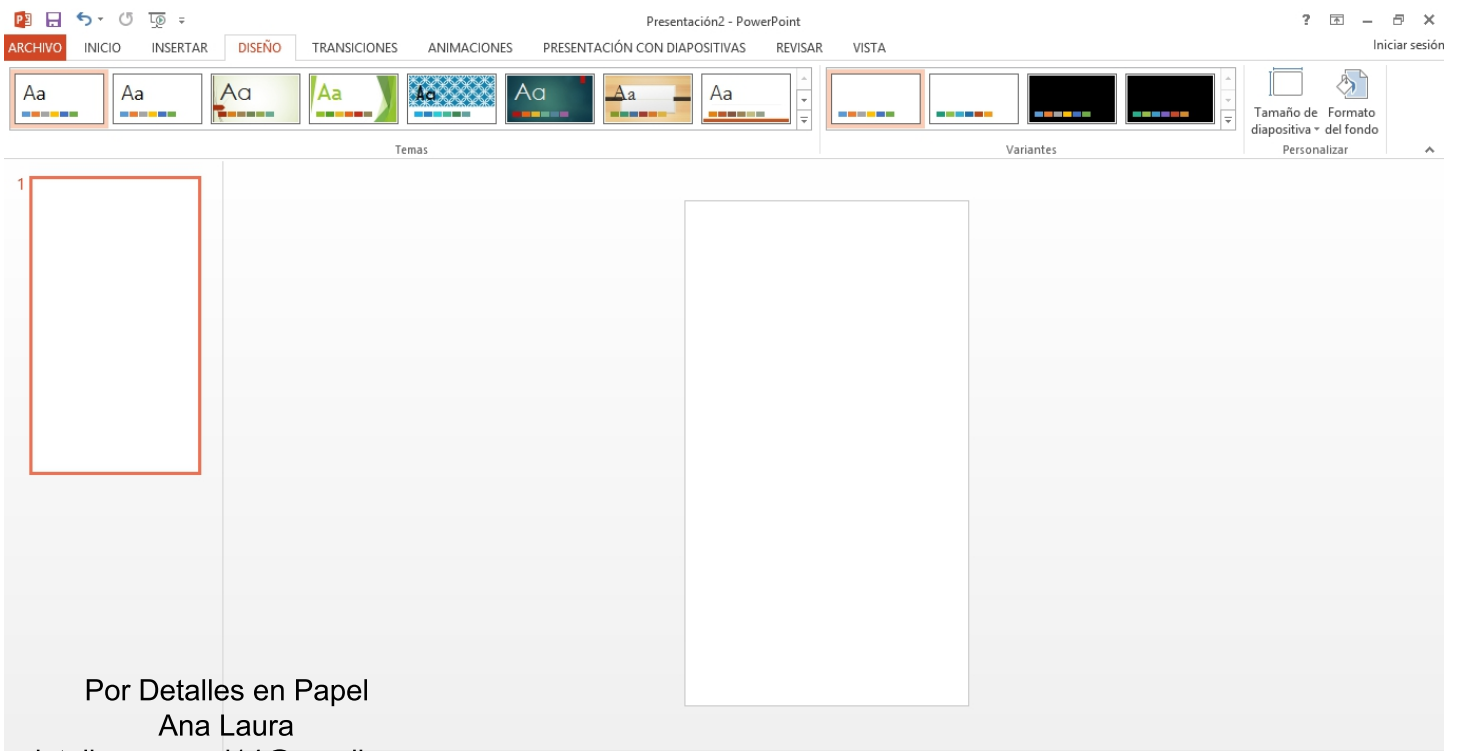 Presentación2 - PowerPoint
ARCHIVO INICIO INSERTAR DISEÑO TRANSICIONES ANIMACIONES PRESENTACIÓN CON DIAPOSITIVAS REVISAR VISTA Iniciar sesión
Aa Aa Aa Aa Aa Aa Aa Aa
Tamaño de diapositiva
Formato del fondo
Temas Variantes Personalizar
1
Por Detalles en Papel
Ana Laura